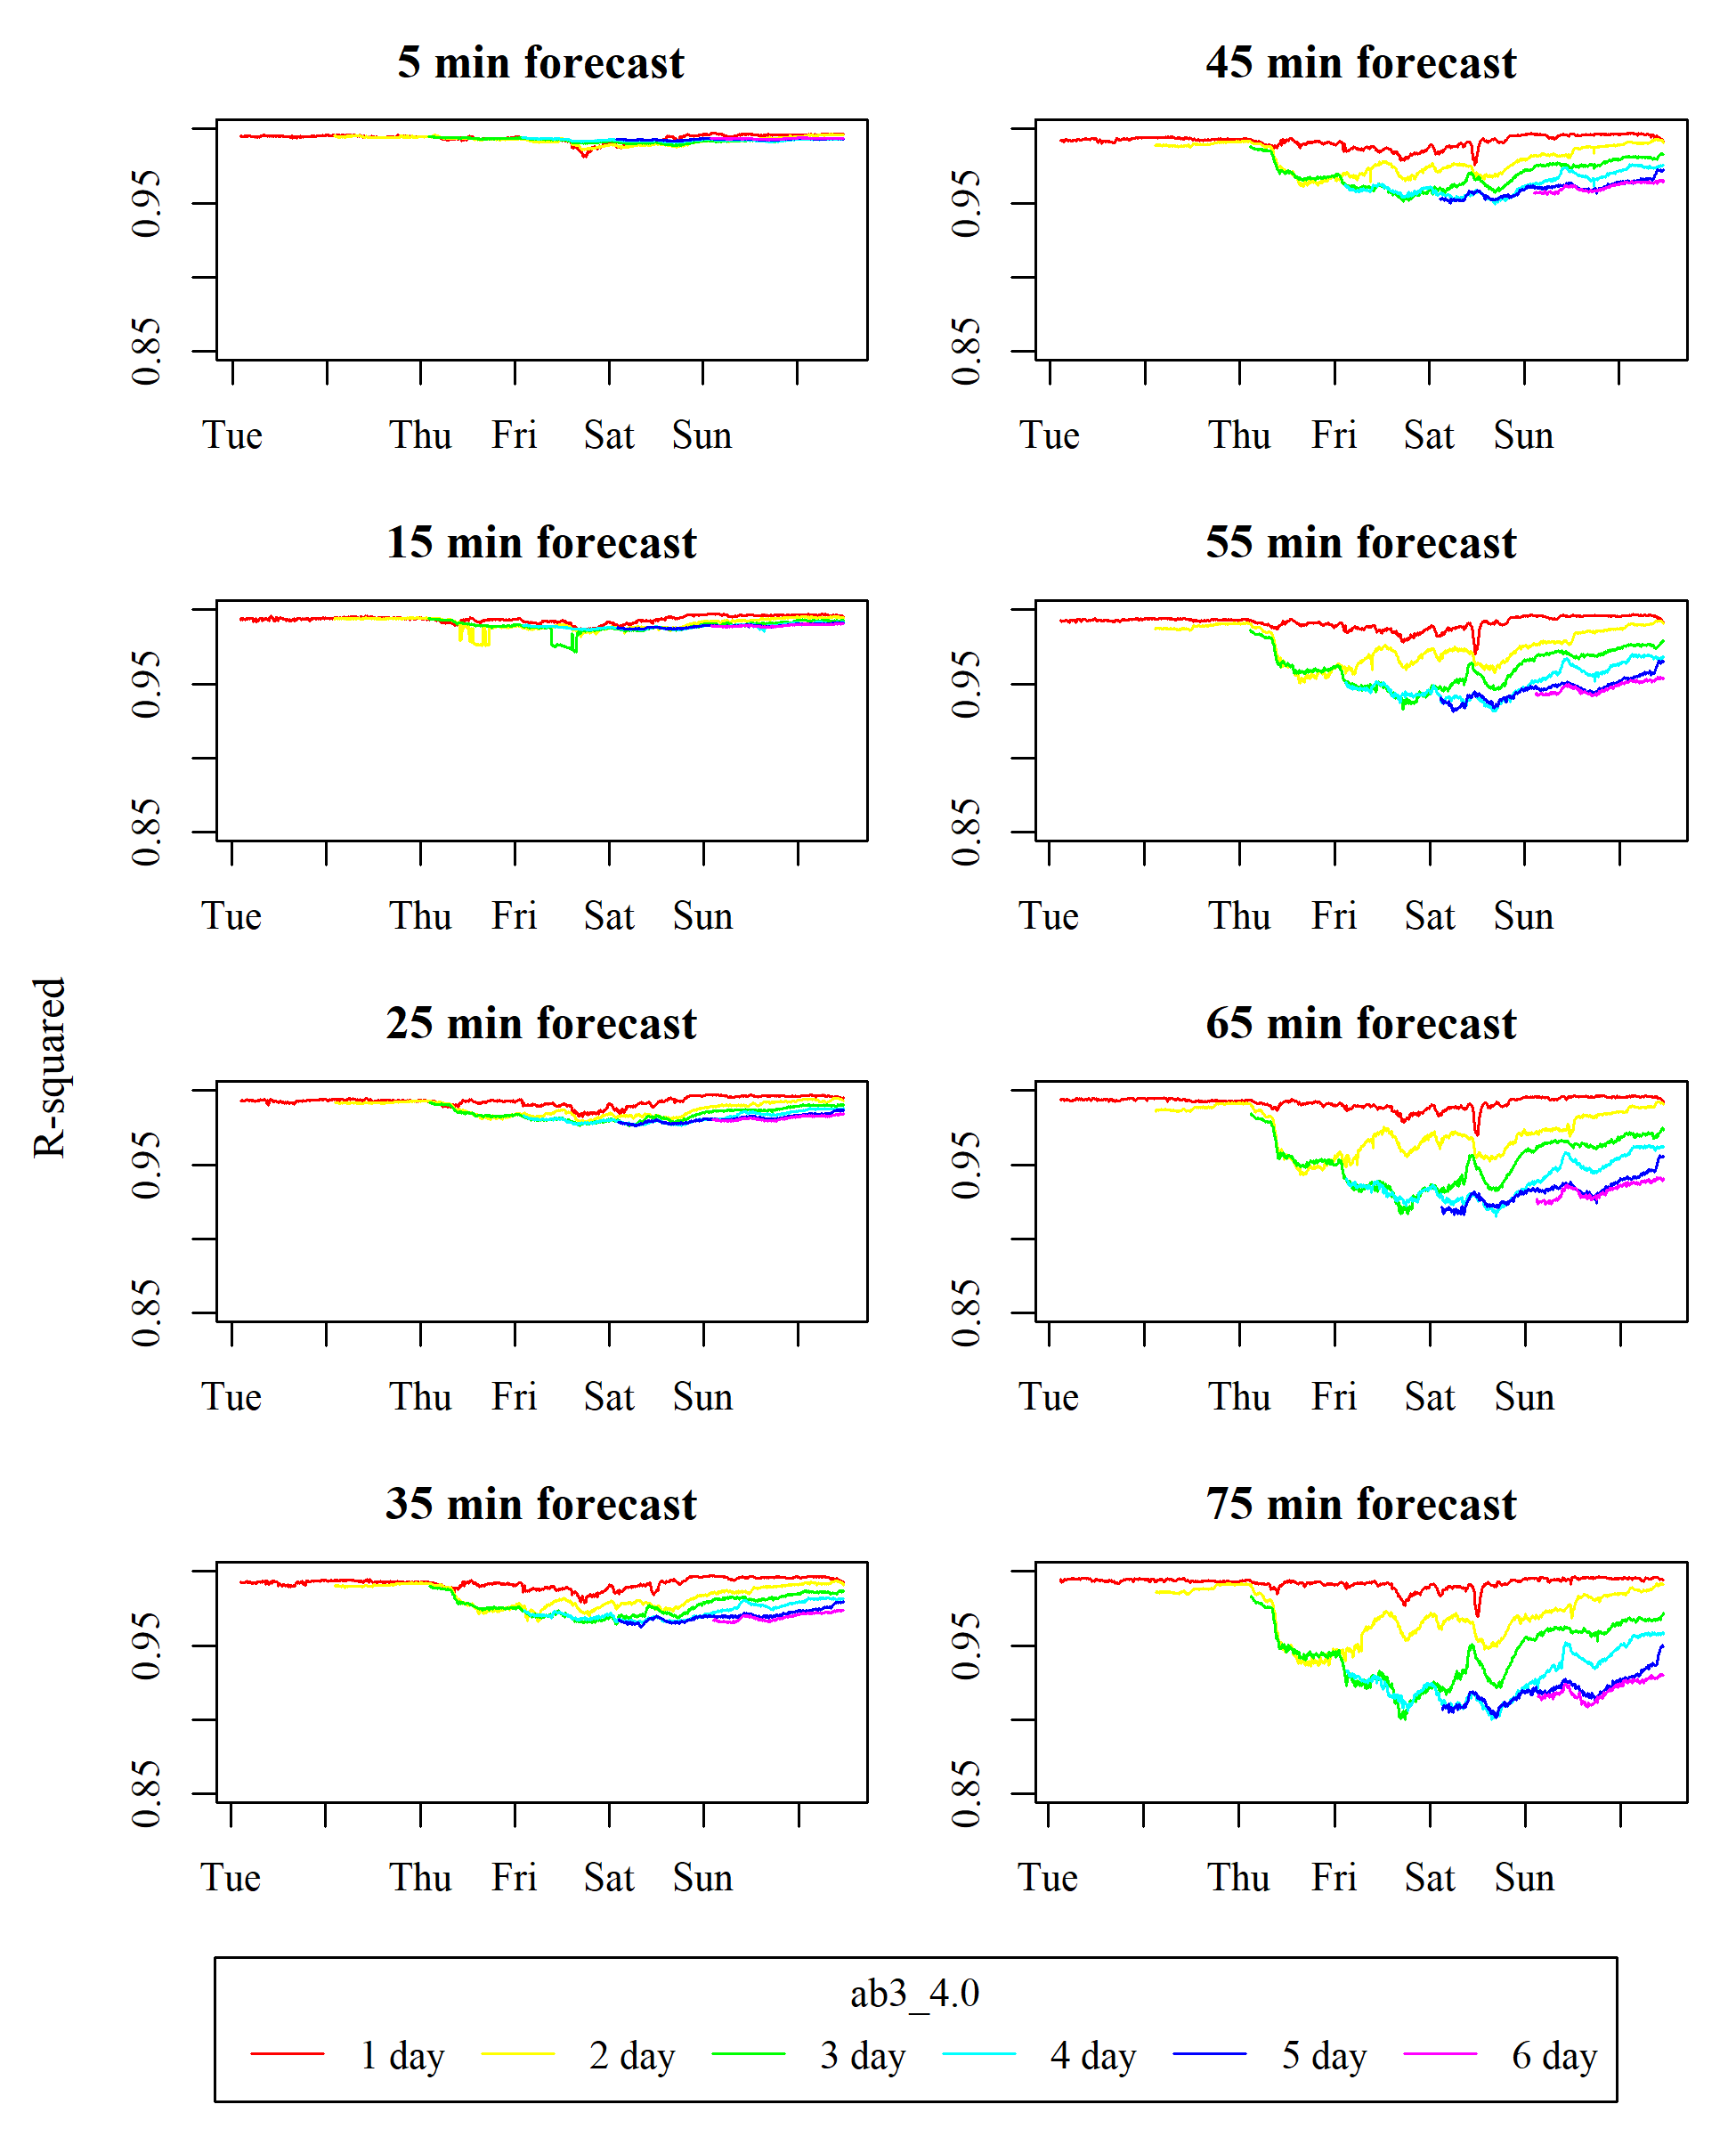 5 min forecast
0.95
0.85
Tue Thu Fri Sat Sun
45 min forecast
0.95
0.85
Tue Thu Fri Sat Sun
15 min forecast
0.95
0.85
Tue Thu Fri Sat Sun
55 min forecast
0.95
0.85
Tue Thu Fri Sat Sun
R-squared
25 min forecast
0.95
0.85
Tue Thu Fri Sat Sun
65 min forecast
0.95
0.85
Tue Thu Fri Sat Sun
35 min forecast
0.95
0.85
Tue Thu Fri Sat Sun
75 min forecast
0.95
0.85
Tue Thu Fri Sat Sun
ab3_4.0
1 day 2 day 3 day 4 day 5 day 6 day